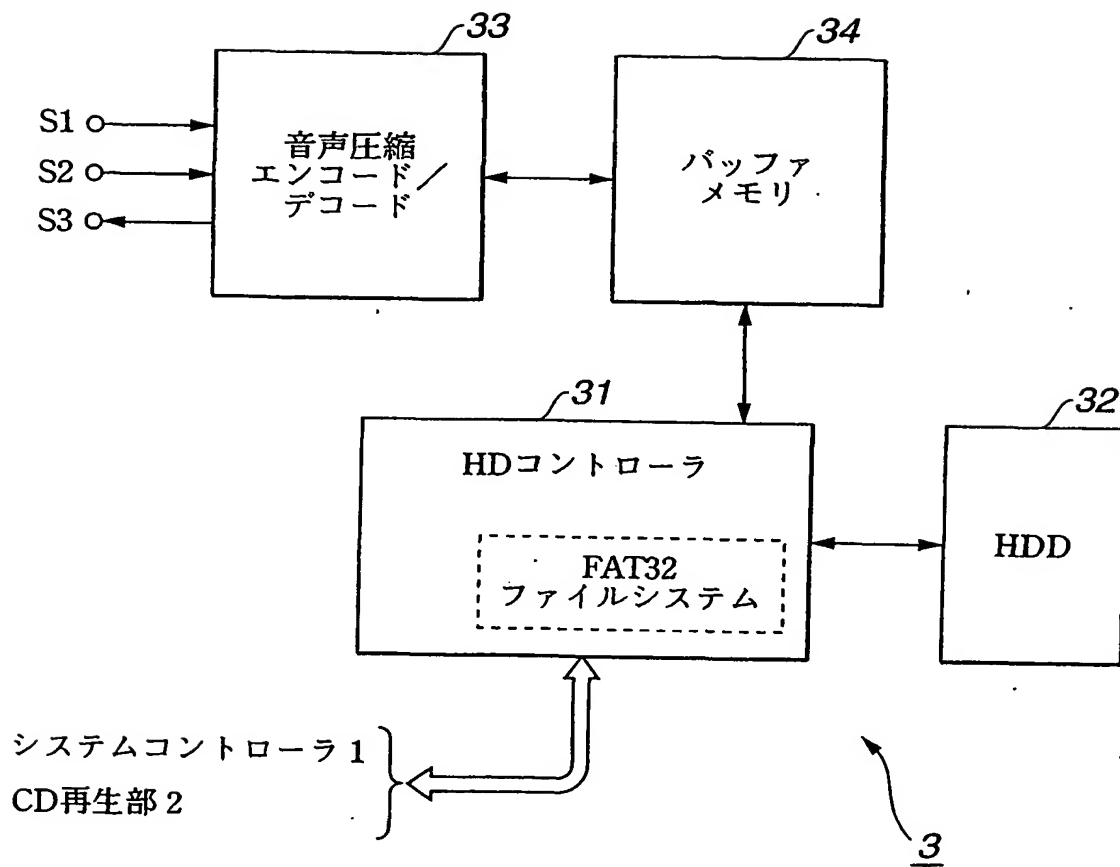 33
34
S1
S2
S3
音声圧縮
エンコード／
デコード
バッファ
メモリ
31
32
HDコントローラ
FAT32
ファイルシステム
HDD
システムコントローラ1
CD再生部2
3